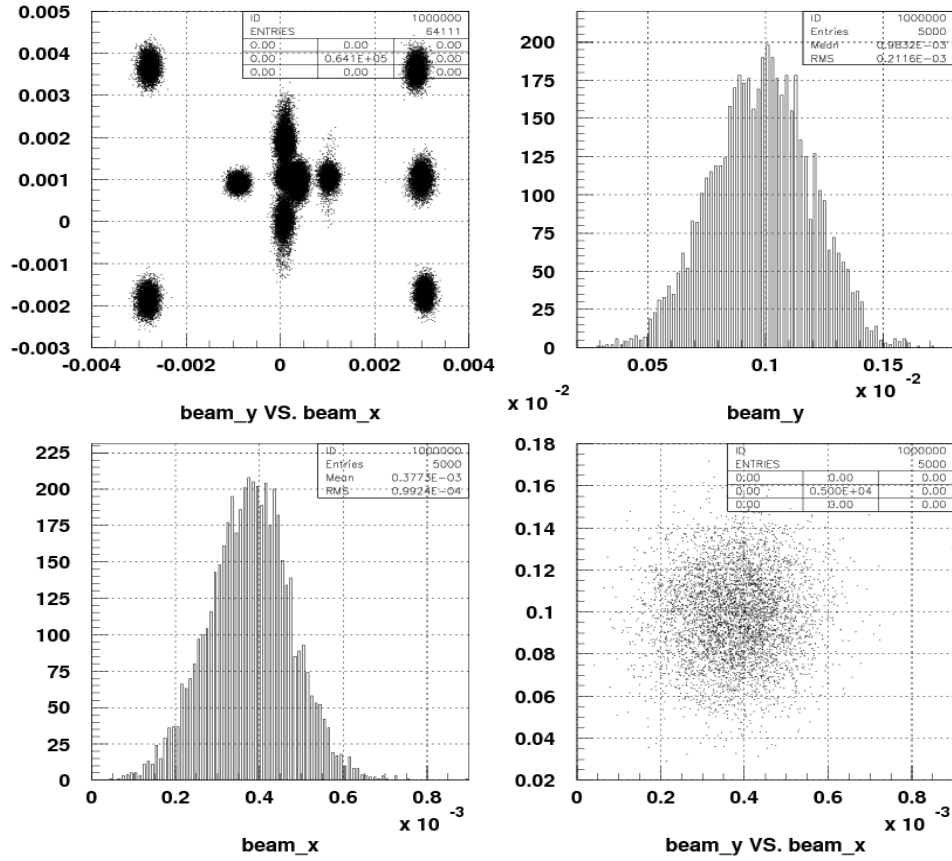 ID 1000000
ENTRIES 64111
0.00 0.00 0.00
0.00 0.641E+05 0.00
0.00 0.00 0.00
0.005
0.004
0.003
0.002
0.001
0
-0.001
-0.002
-0.003
-0.004 -0.002 0 0.002 0.004
beam_y VS. beam_x
ID 1000000
Entries 5000
Mean 0.9832E-03
RMS 0.2116E-03
200
175
150
125
100
75
50
25
0
0.05 0.1 0.15
x 10 -2
beam_y
ID 1000000
Entries 5000
Mean 0.3773E-03
RMS 0.9924E-04
225
200
175
150
125
100
75
50
25
0
0 0.2 0.4 0.6 0.8
x 10 -3
beam_x
x 10 -2
ID 1000000
ENTRIES 5000
0.00 0.00 0.00
0.00 0.500E+04 0.00
0.00 0.00 0.00
0.18
0.16
0.14
0.12
0.1
0.08
0.06
0.04
0.02
0 0.2 0.4 0.6 0.8
x 10 -3
beam_y VS. beam_x